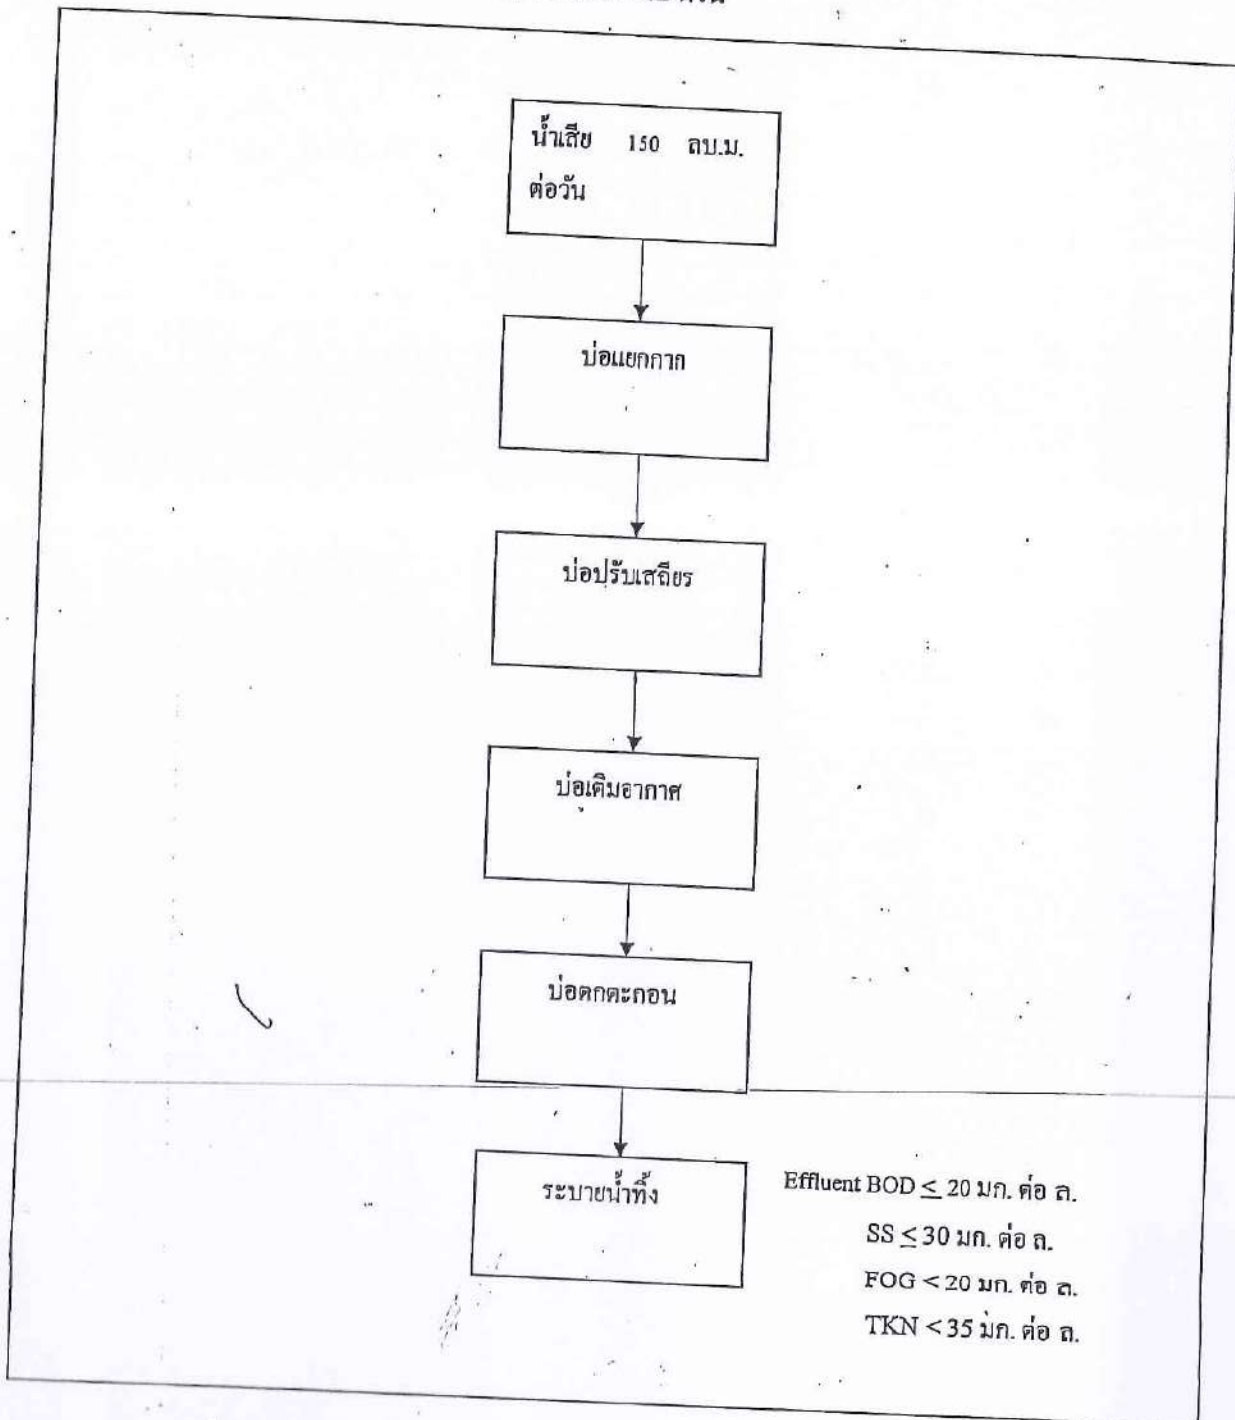 น้ำเสีย 150 ลบ.ม.
ต่อวัน
บ่อแยกกาก
บ่อปรับเสถียร
บ่อเติมอากาศ
บ่อตกตะกอน
ระบายน้ำทิ้ง
Effluent BOD ≤ 20 มก. ต่อ ล.
SS ≤ 30 มก. ต่อ ล.
FOG < 20 มก. ต่อ ล.
TKN < 35 มก. ต่อ ล.